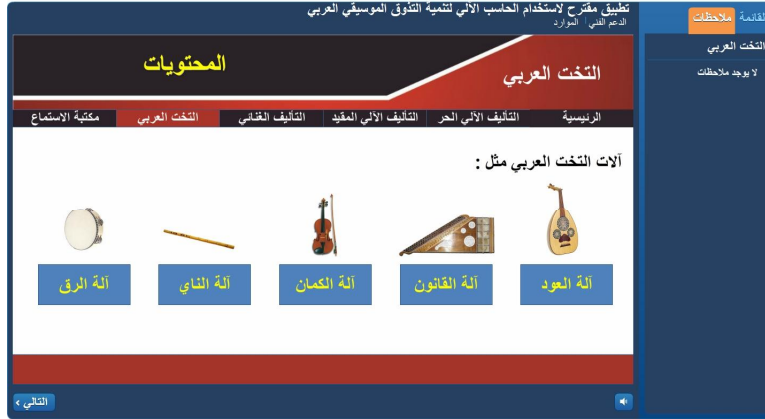 تطبيق مقترح لاستخدام الحاسب الآلي لتنمية التذوق الموسيقي العربي
الدعم الفني الموارد
القائمة ملاحظات
التخت العربي
لا يوجد ملاحظات
المحتويات
التخت العربي
الرئيسية التأليف الآلي الحر التأليف الآلي المقيد التأليف الغنائي التخت العربي مكتبة الاستماع
آلات التخت العربي مثل :
آلة العود آلة القانون آلة الكمان آلة الناي آلة الرق
التالي